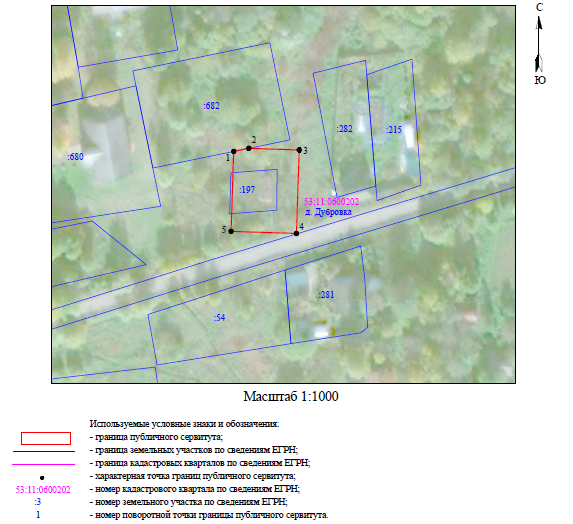 С
Ю
:682
:282
:215
:680
1
2
3
:197
53:11:0600202
д. Дубровка
5
4
:281
:54
Масштаб 1:1000
Используемые условные знаки и обозначения:
- граница публичного сервитута;
- граница земельных участков по сведениям ЕГРН;
- граница кадастровых кварталов по сведениям ЕГРН;
- характерная точка границ публичного сервитута;
53:11:0600202 - номер кадастрового квартала по сведениям ЕГРН;
:3 - номер земельного участка по сведениям ЕГРН;
1 - номер поворотной точки границы публичного сервитута.